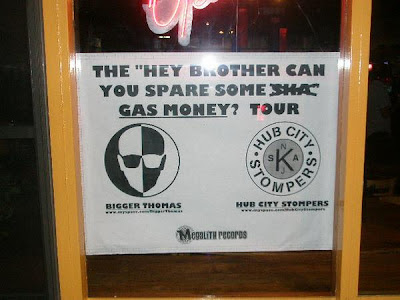 Open
THE "HEY BROTHER CAN
YOU SPARE SOME SKA"
GAS MONEY? TOUR
HUB CITY
N
S K A
J
STOMPERS
BIGGER THOMAS
www.myspace.com/BiggerThomas
HUB CITY STOMPERS
www.myspace.com/HubCityStompers
MEGALITH RECORDS